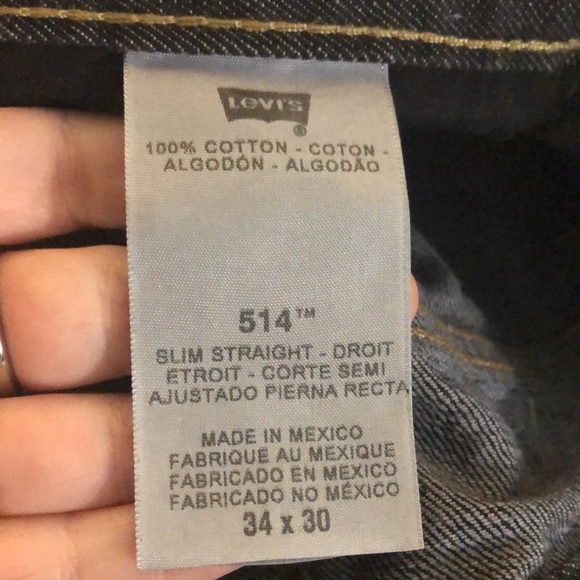 Levi's
®
100% COTTON - COTON -
ALGODÓN - ALGODÃO
514™
SLIM STRAIGHT - DROIT
ETROIT - CORTE SEMI
AJUSTADO PIERNA RECTA
MADE IN MEXICO
FABRIQUE AU MEXIQUE
FABRICADO EN MEXICO
FABRICADO NO MÉXICO
34 x 30